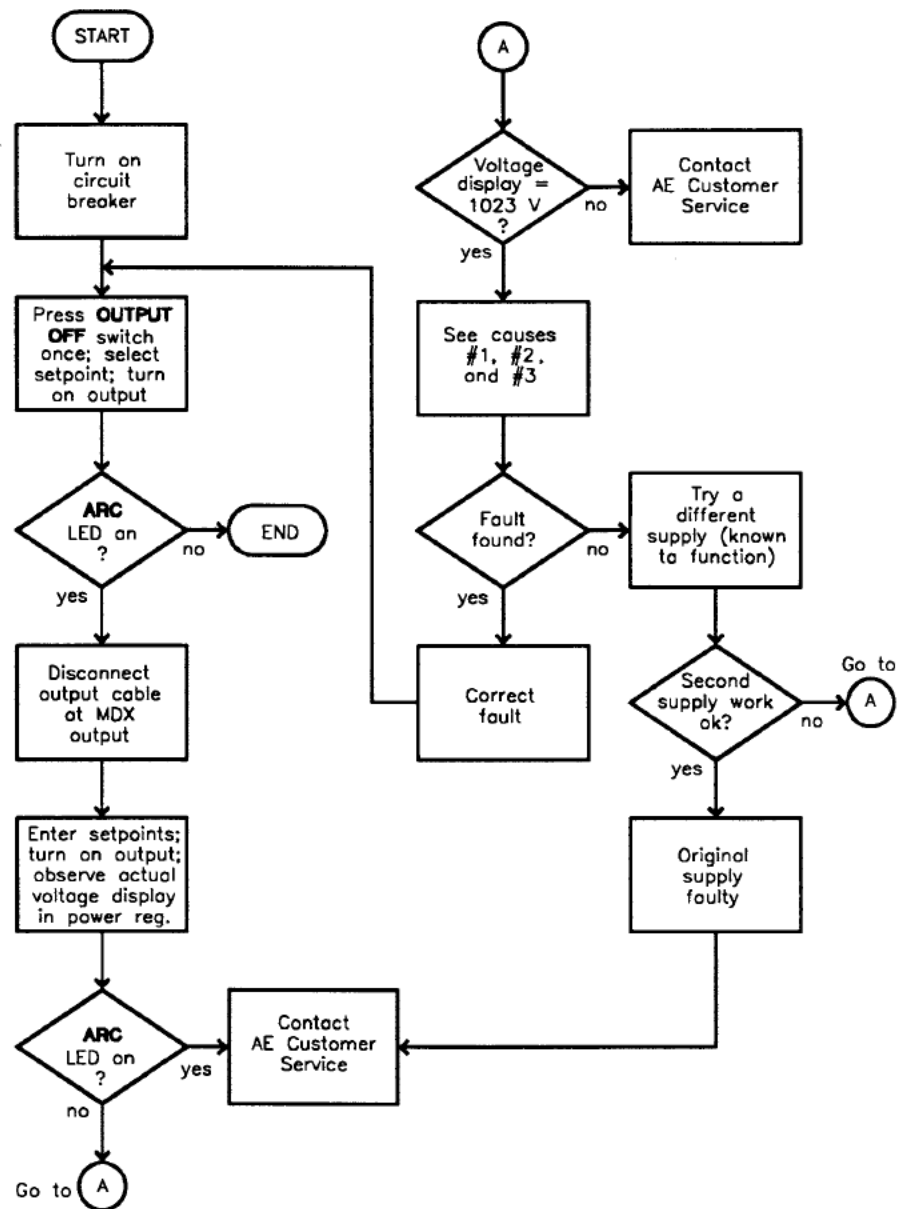 START
Turn on
circuit
breaker
Press OUTPUT
OFF switch
once; select
setpoint; turn
on output
ARC
LED on
?
no
END
yes
Disconnect
output cable
at MDX
output
Enter setpoints;
turn on output;
observe actual
voltage display
in power reg.
ARC
LED on
?
yes
Contact
AE Customer
Service
no
Go to
A
A
Voltage
display =
1023 V
?
no
Contact
AE Customer
Service
yes
See causes
#1, #2,
and #3
Fault
found?
no
Try a
different
supply (known
to function)
yes
Correct
fault
Second
supply work
ok?
no
Go to
A
yes
Original
supply
faulty